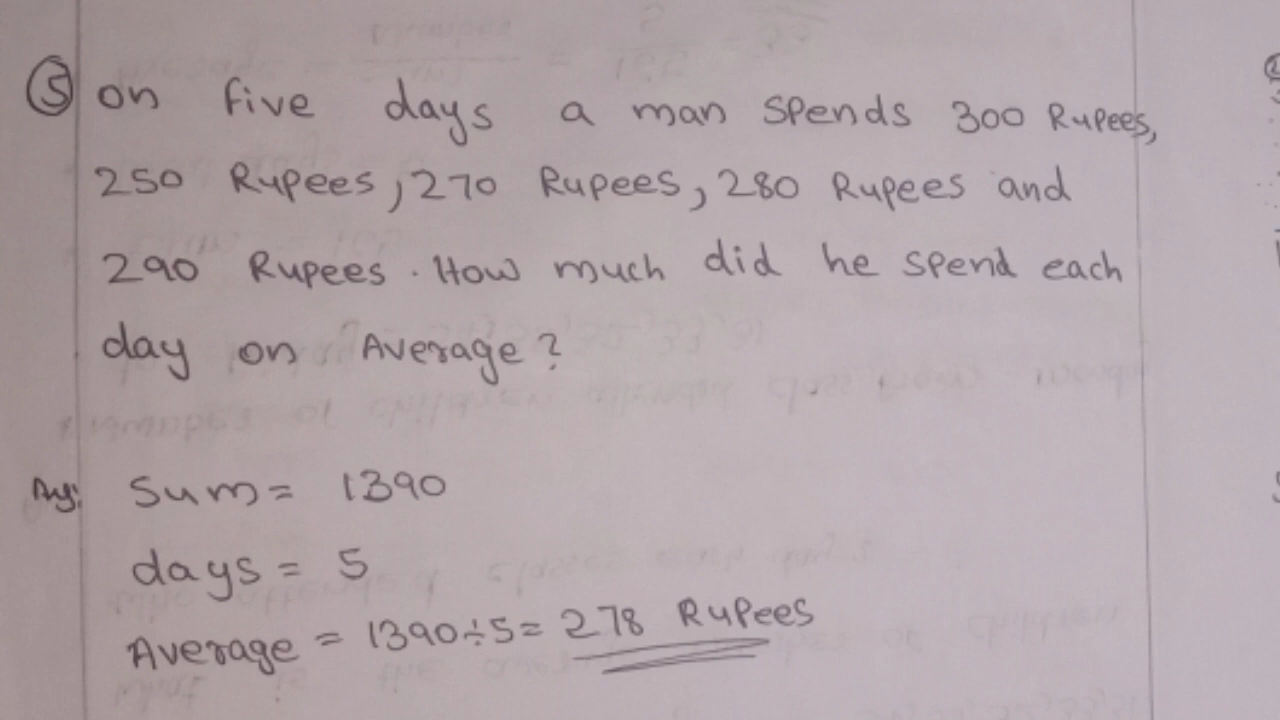 5 on five days a man spends 300 Rupees,
250 Rupees, 270 Rupees, 280 Rupees and
290 Rupees. How much did he spend each
day on Average?
Ans: Sum = 1390
days = 5
Average = 1390÷5= 278 Rupees